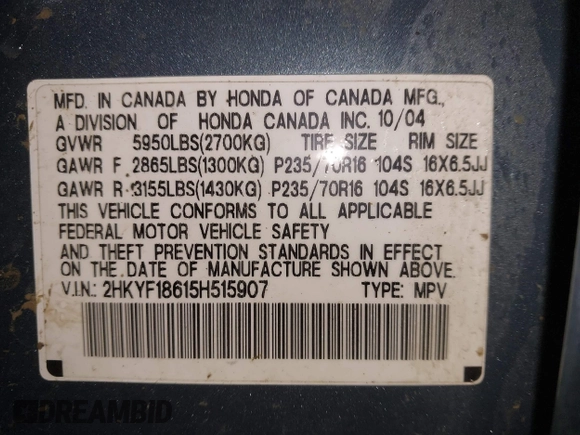 MFD. IN CANADA BY HONDA OF CANADA MFG.,
A DIVISION OF HONDA CANADA INC. 10/04
GVWR 5950LBS(2700KG) TIRE SIZE RIM SIZE
GAWR F. 2865LBS(1300KG) P235/70R16 104S 16X6.5JJ
GAWR R. 3155LBS(1430KG) P235/70R16 104S 16X6.5JJ
THIS VEHICLE CONFORMS TO ALL APPLICABLE
FEDERAL MOTOR VEHICLE SAFETY
AND THEFT PREVENTION STANDARDS IN EFFECT
ON THE DATE OF MANUFACTURE SHOWN ABOVE.
V.I.N.: 2HKYF18615H515907 TYPE: MPV
DREAMBID